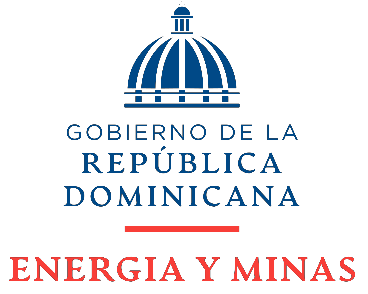 GOBIERNO DE LA
REPÚBLICA
DOMINICANA
ENERGIA Y MINAS